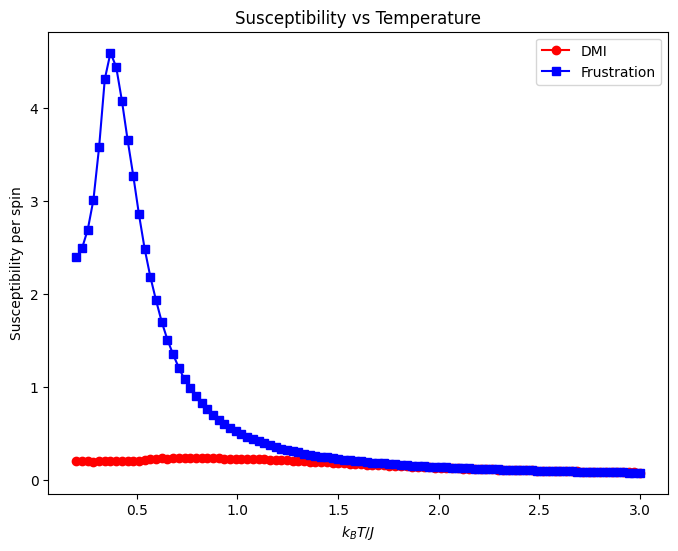 Susceptibility vs Temperature
DMI
Frustration
Susceptibility per spin
4
3
2
1
0
0.5
1.0
1.5
2.0
2.5
3.0
k_BT/J